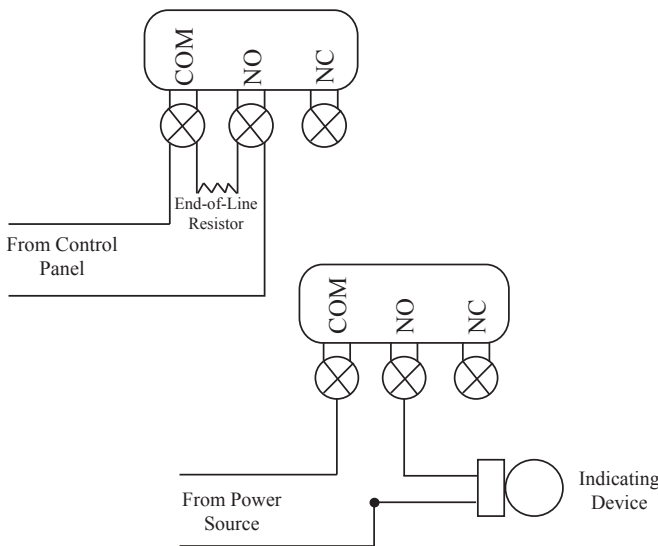 COM
NO
NC
End-of-Line
Resistor
From Control
Panel
COM
NO
NC
From Power
Source
Indicating
Device